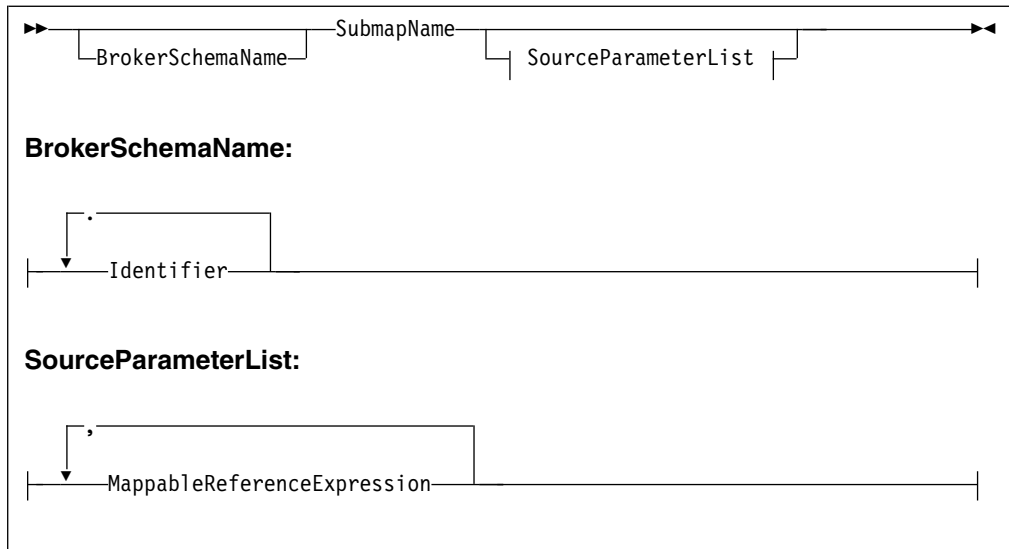 SubmapName
BrokerSchemaName SourceParameterList
BrokerSchemaName:
.
Identifier
SourceParameterList:
,
MappableReferenceExpression